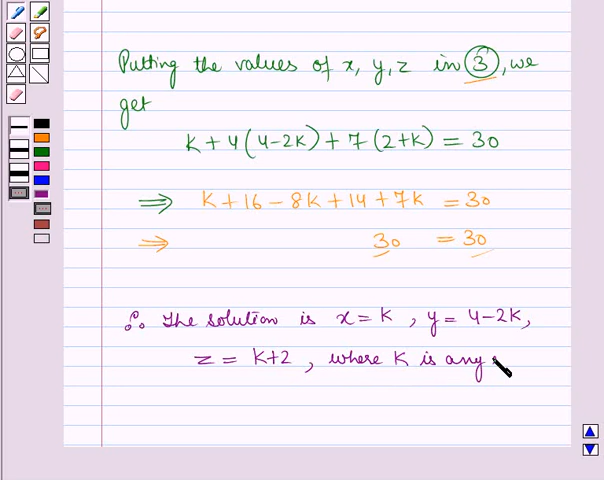 Putting the values of x, y, z in 3, we
get
K + 4(4-2K) + 7(2+K) = 30
⇒ K + 16 - 8K + 14 + 7K = 30
⇒ 30 = 30
∴ The solution is x = K, y = 4-2K,
z = K+2, where K is any